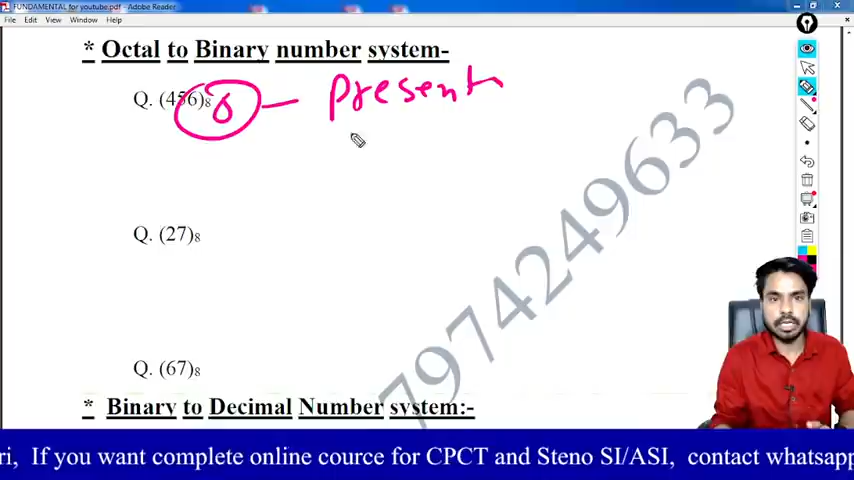 FUNDAMENTAL for youtube.pdf - Adobe Reader
File Edit View Window Help
* Octal to Binary number system-
Q. (456)₈
Present
Q. (27)₈
Q. (67)₈
* Binary to Decimal Number system:-
7974249633
ri, If you want complete online cource for CPCT and Steno SI/ASI, contact whatsapp